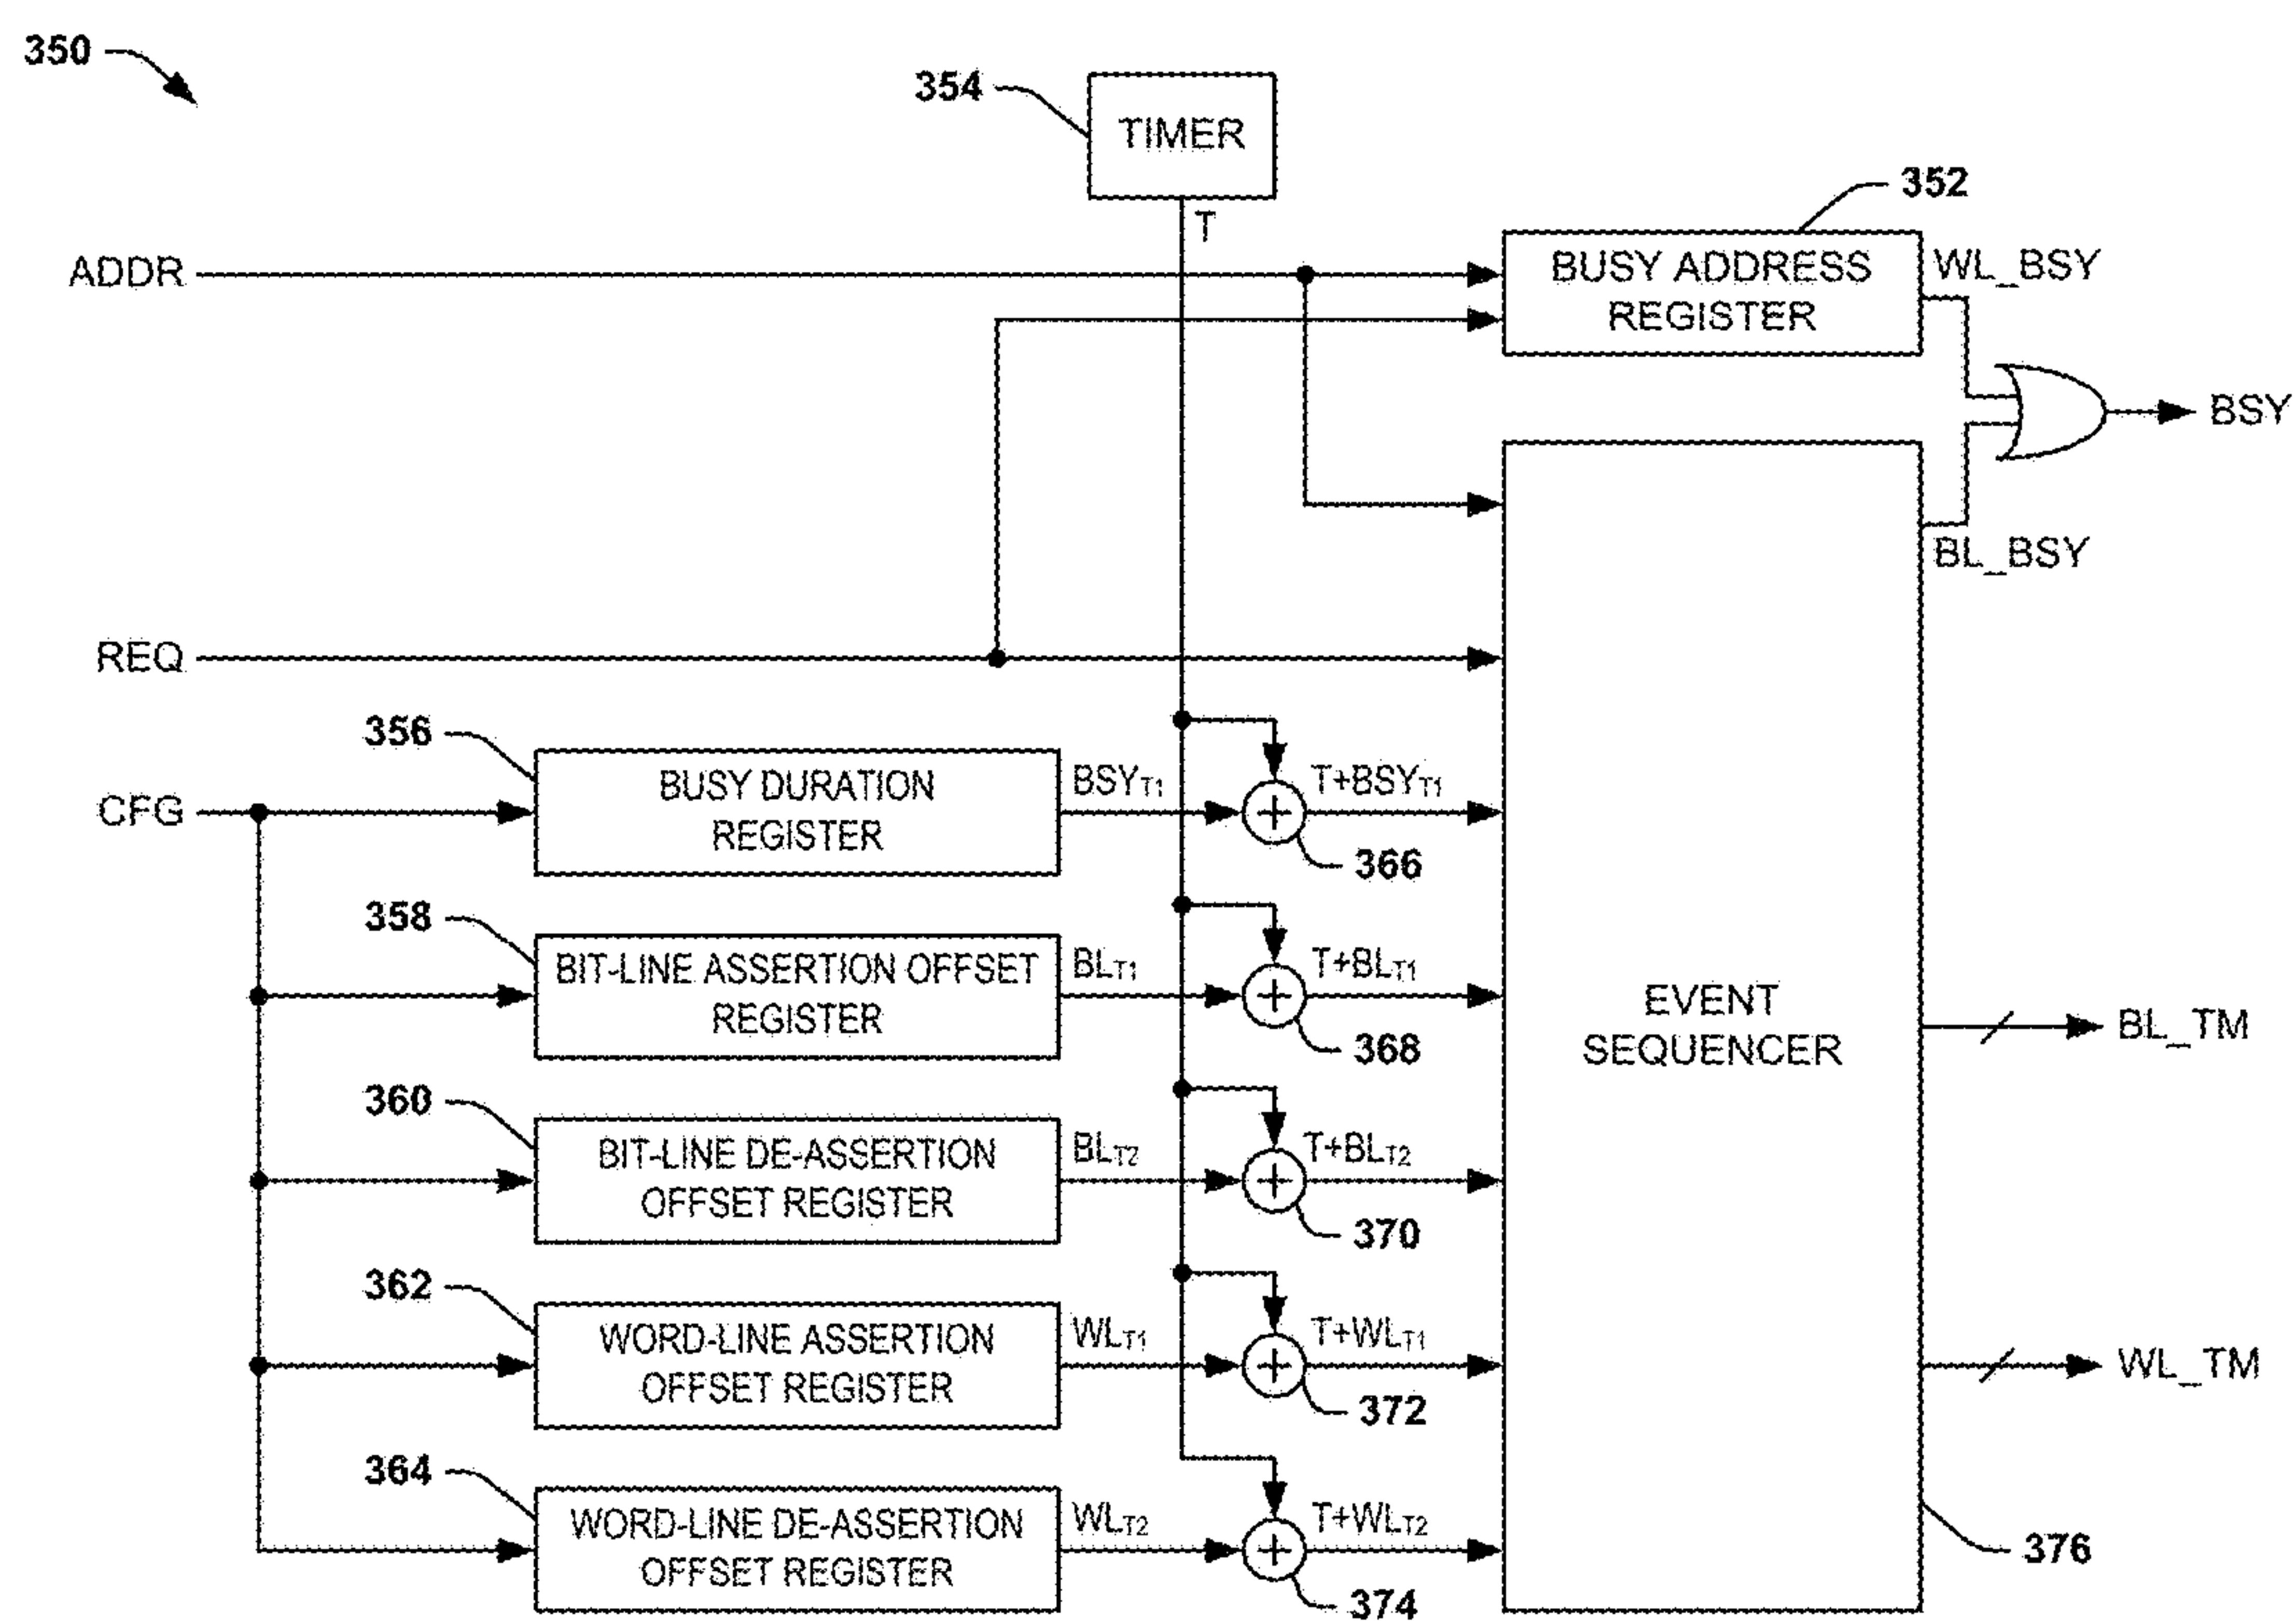 350
354
TIMER
T
352
ADDR
BUSY ADDRESS
REGISTER
WL_BSY
BSY
BL_BSY
REQ
356
CFG
BUSY DURATION
REGISTER
BSYT1
T+BSYT1
366
358
BIT-LINE ASSERTION OFFSET
REGISTER
BLT1
T+BLT1
368
EVENT
SEQUENCER
BL_TM
360
BIT-LINE DE-ASSERTION
OFFSET REGISTER
BLT2
T+BLT2
370
362
WORD-LINE ASSERTION
OFFSET REGISTER
WLT1
T+WLT1
372
WL_TM
364
WORD-LINE DE-ASSERTION
OFFSET REGISTER
WLT2
T+WLT2
374
376